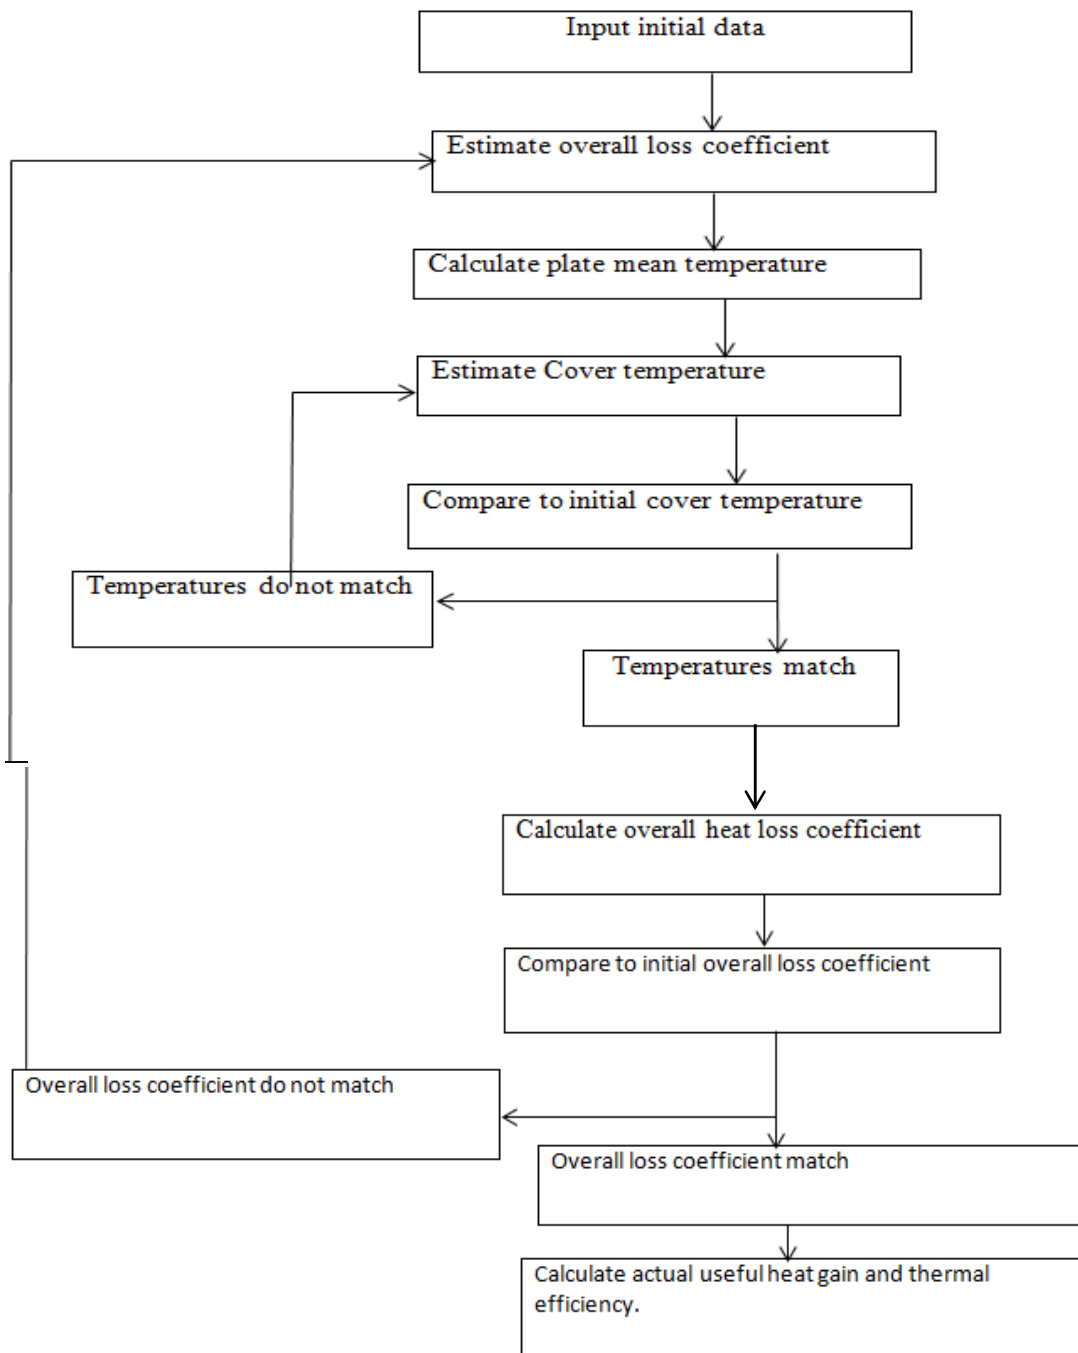 Input initial data
Estimate overall loss coefficient
Calculate plate mean temperature
Estimate Cover temperature
Compare to initial cover temperature
Temperatures do not match
Temperatures match
Calculate overall heat loss coefficient
Compare to initial overall loss coefficient
Overall loss coefficient do not match
Overall loss coefficient match
Calculate actual useful heat gain and thermal
efficiency.